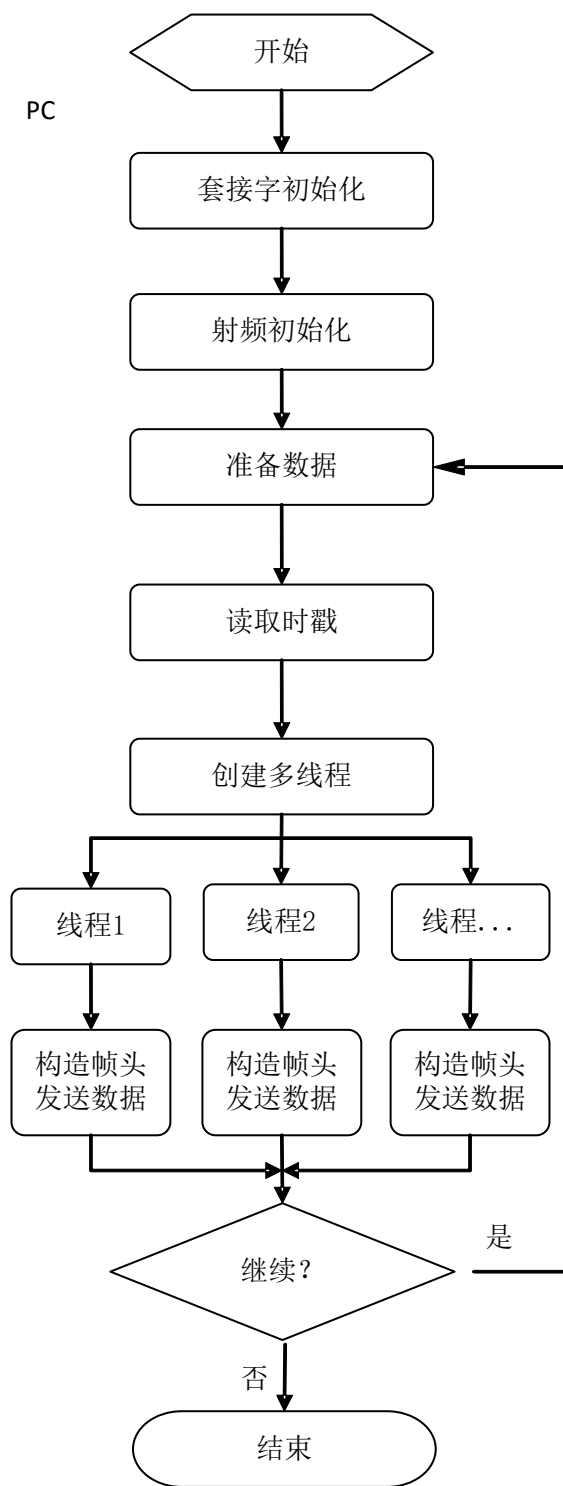 开始
PC
套接字初始化
射频初始化
准备数据
读取时戳
创建多线程
线程1
线程2
线程...
构造帧头
发送数据
构造帧头
发送数据
构造帧头
发送数据
继续?
是
否
结束